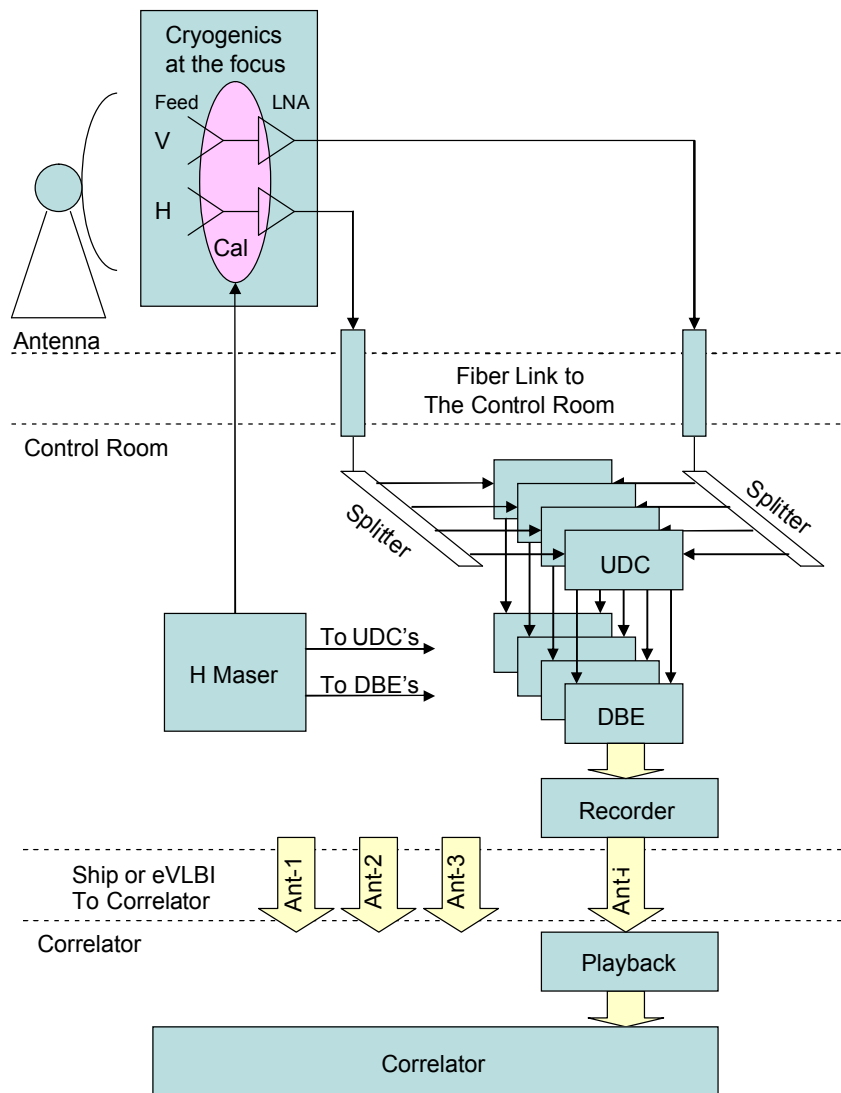 Cryogenics
at the focus
Feed
LNA
V
H
Cal
Antenna
Fiber Link to
The Control Room
Control Room
Splitter
Splitter
UDC
H Maser
To UDC's
To DBE's
DBE
Recorder
Ship or eVLBI
To Correlator
Ant-1
Ant-2
Ant-3
Ant-i
Correlator
Playback
Correlator